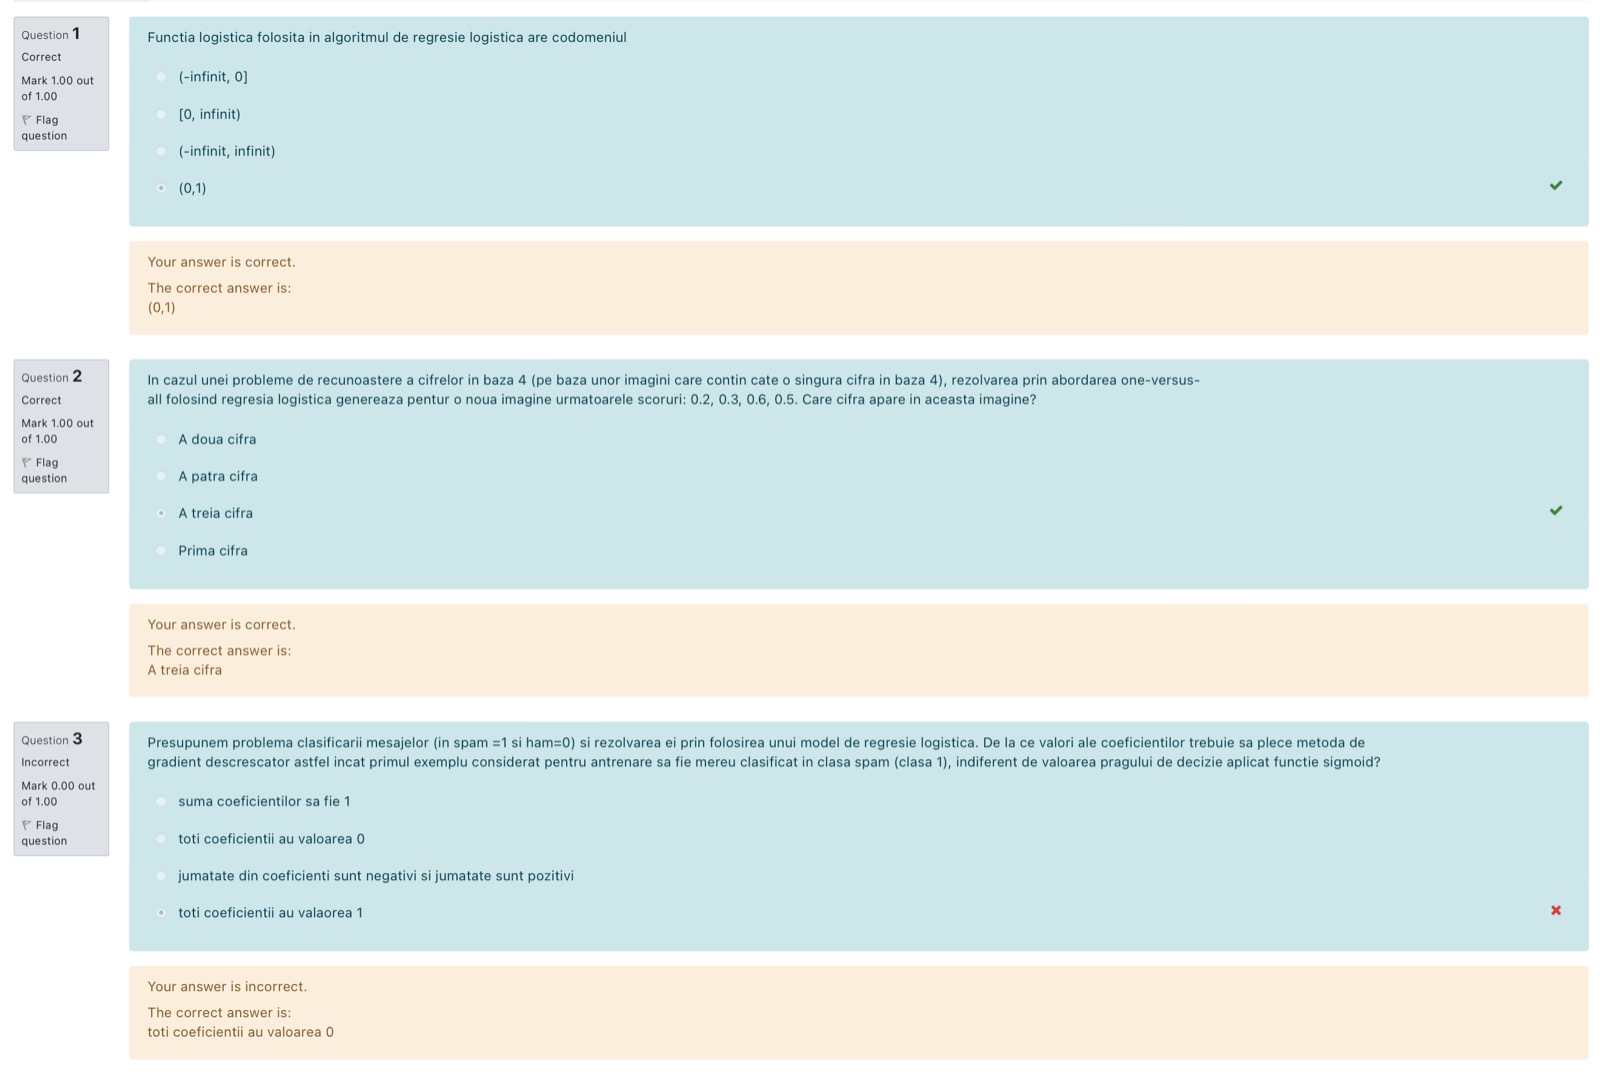 Question 1
Correct
Mark 1.00 out
of 1.00
Flag
question
Functia logistica folosita in algoritmul de regresie logistica are codomeniul
(-infinit, 0]
[0, infinit)
(-infinit, infinit)
(0,1)
Your answer is correct.
The correct answer is:
(0,1)
Question 2
Correct
Mark 1.00 out
of 1.00
Flag
question
In cazul unei probleme de recunoastere a cifrelor in baza 4 (pe baza unor imagini care contin cate o singura cifra in baza 4), rezolvarea prin abordarea one-versus-
all folosind regresia logistica genereaza pentur o noua imagine urmatoarele scoruri: 0.2, 0.3, 0.6, 0.5. Care cifra apare in aceasta imagine?
A doua cifra
A patra cifra
A treia cifra
Prima cifra
Your answer is correct.
The correct answer is:
A treia cifra
Question 3
Incorrect
Mark 0.00 out
of 1.00
Flag
question
Presupunem problema clasificarii mesajelor (in spam =1 si ham=0) si rezolvarea ei prin folosirea unui model de regresie logistica. De la ce valori ale coeficientilor trebuie sa plece metoda de
gradient descrescator astfel incat primul exemplu considerat pentru antrenare sa fie mereu clasificat in clasa spam (clasa 1), indiferent de valoarea pragului de decizie aplicat functie sigmoid?
suma coeficientilor sa fie 1
toti coeficientii au valoarea 0
jumatate din coeficienti sunt negativi si jumatate sunt pozitivi
toti coeficientii au valaorea 1
Your answer is incorrect.
The correct answer is:
toti coeficientii au valoarea 0